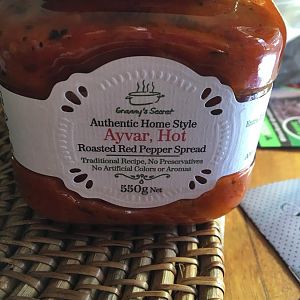 Granny's Secret
Authentic Home Style
Ayvar, Hot
Roasted Red Pepper Spread
Traditional Recipe, No Preservatives
No Artificial Colors or Aromas
550g Net